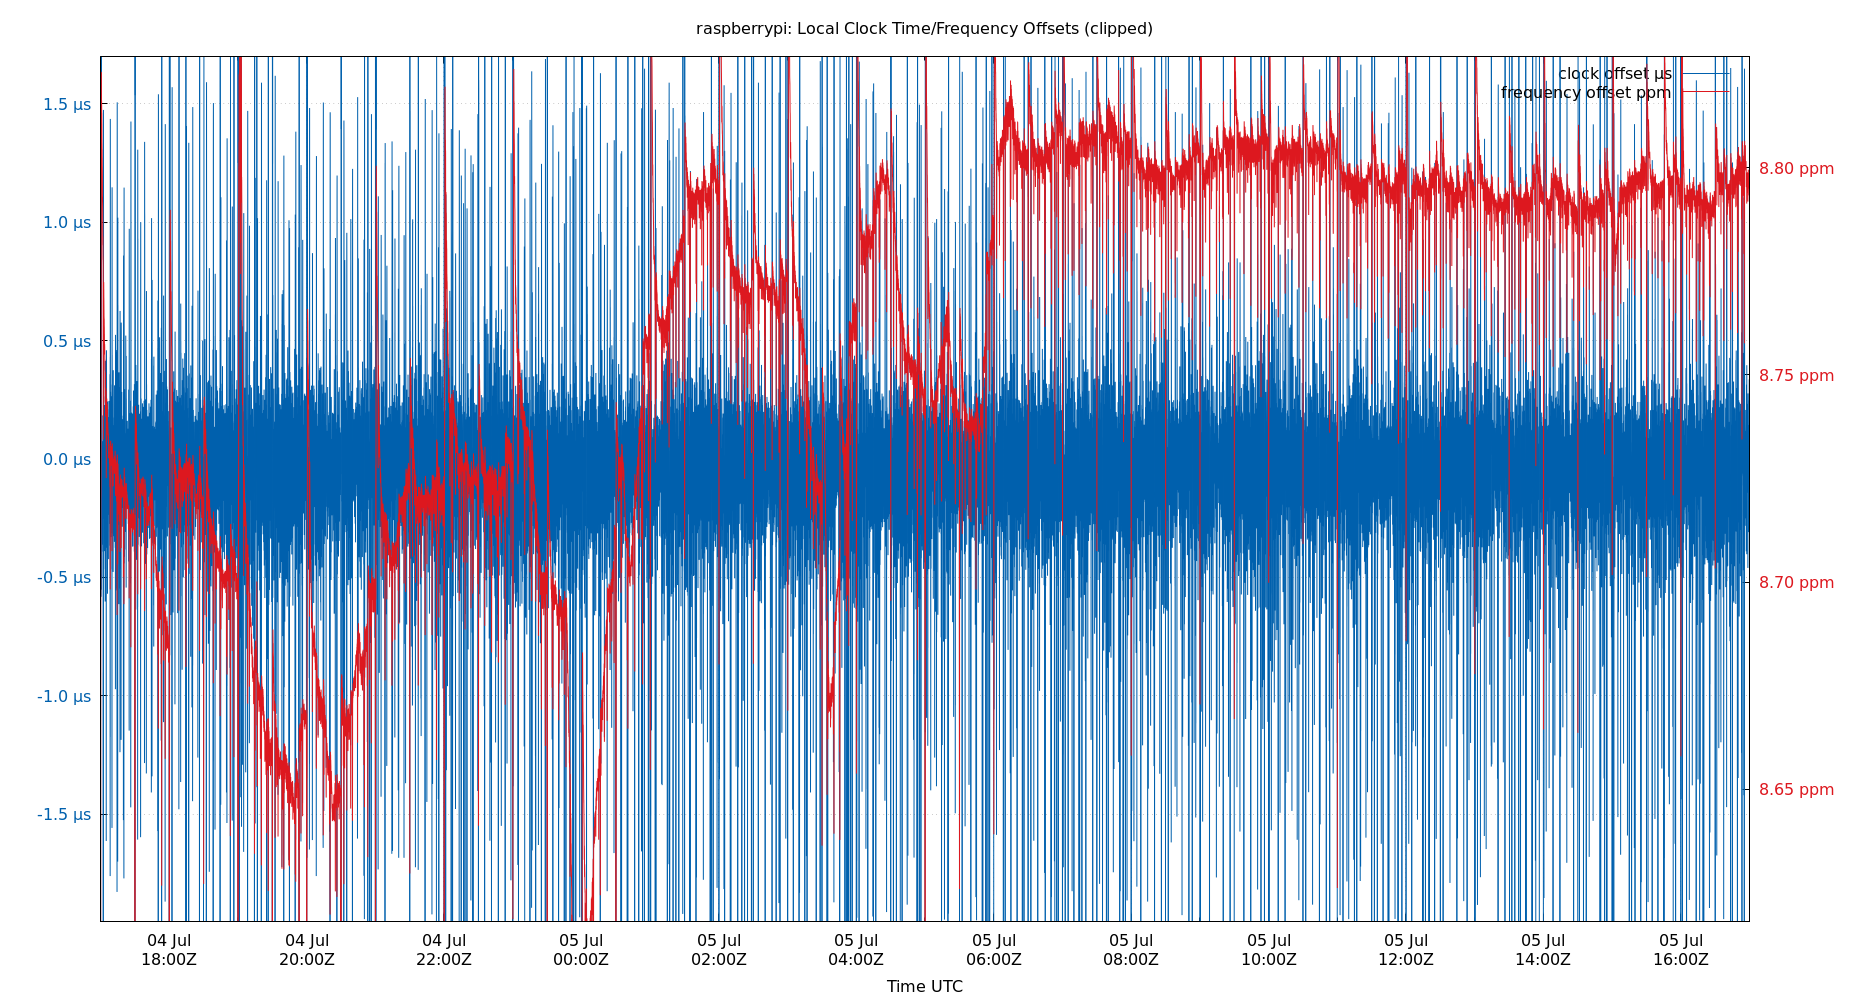 raspberrypi: Local Clock Time/Frequency Offsets (clipped)
clock offset µs
frequency offset ppm
1.5 µs
1.0 µs
0.5 µs
0.0 µs
-0.5 µs
-1.0 µs
-1.5 µs
8.80 ppm
8.75 ppm
8.70 ppm
8.65 ppm
04 Jul 04 Jul 04 Jul 05 Jul 05 Jul 05 Jul 05 Jul 05 Jul 05 Jul 05 Jul 05 Jul 05 Jul
18:00Z 20:00Z 22:00Z 00:00Z 02:00Z 04:00Z 06:00Z 08:00Z 10:00Z 12:00Z 14:00Z 16:00Z
Time UTC